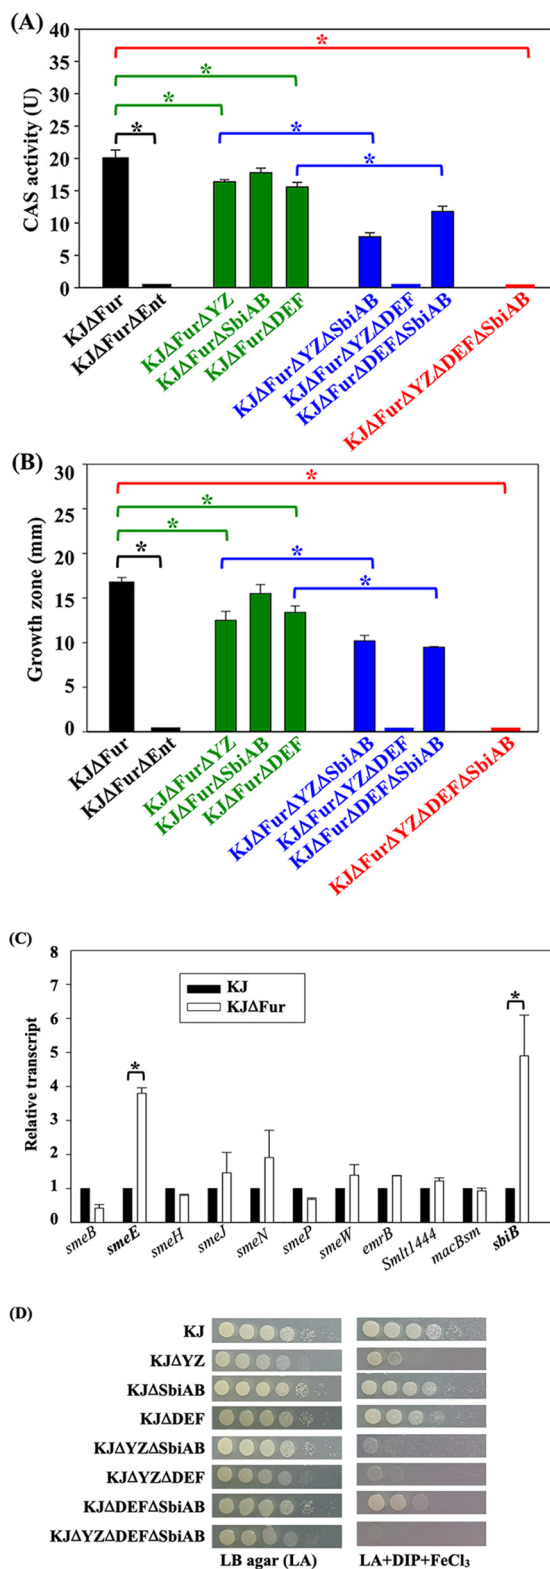 (A)
CAS activity (U)
40
35
30
25
20
15
10
5
0
*
*
*
*
*
*
KJΔFur
KJΔFurΔEnt
KJΔFurΔYZ
KJΔFurΔSbiAB
KJΔFurΔDEF
KJΔFurΔYZΔSbiAB
KJΔFurΔYZΔDEF
KJΔFurΔDEFΔSbiAB
KJΔFurΔYZΔDEFΔSbiAB
(B)
Growth zone (mm)
30
25
20
15
10
5
0
*
*
*
*
*
*
KJΔFur
KJΔFurΔEnt
KJΔFurΔYZ
KJΔFurΔSbiAB
KJΔFurΔDEF
KJΔFurΔYZΔSbiAB
KJΔFurΔYZΔDEF
KJΔFurΔDEFΔSbiAB
KJΔFurΔYZΔDEFΔSbiAB
(C)
Relative transcript
8
7
6
5
4
3
2
1
0
KJ
KJΔFur
*
*
smeB
smeE
smeH
smeJ
smeN
smeP
smeW
emrB
Smlt1444
macBsm
sbiB
(D)
KJ
KJΔYZ
KJΔSbiAB
KJΔDEF
KJΔYZΔSbiAB
KJΔYZΔDEF
KJΔDEFΔSbiAB
KJΔYZΔDEFΔSbiAB
LB agar (LA)
LA+DIP+FeCl₃